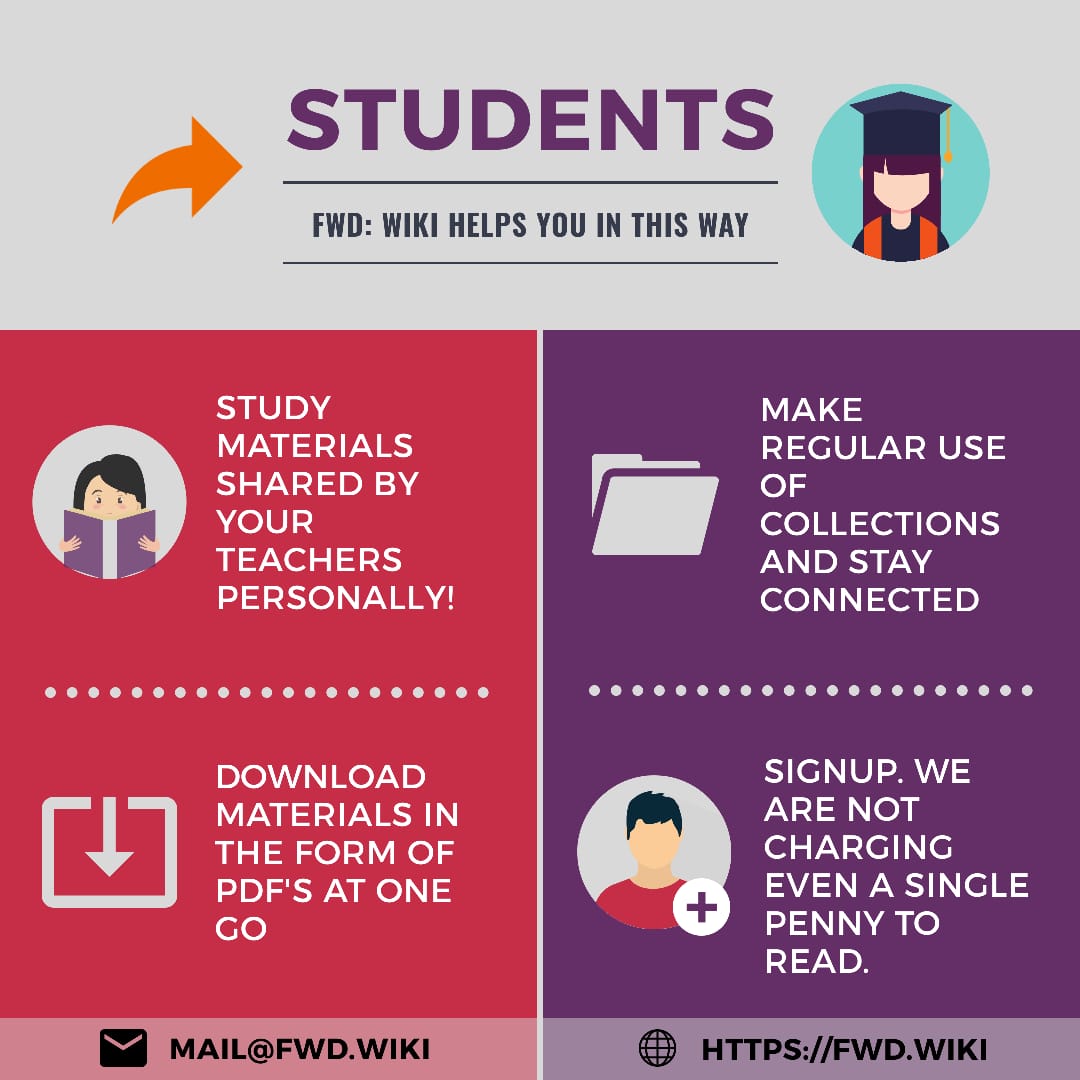 STUDENTS
FWD: WIKI HELPS YOU IN THIS WAY
STUDY
MATERIALS
SHARED BY
YOUR
TEACHERS
PERSONALLY!
MAKE
REGULAR USE
OF
COLLECTIONS
AND STAY
CONNECTED
DOWNLOAD
MATERIALS IN
THE FORM OF
PDF'S AT ONE
GO
SIGNUP. WE
ARE NOT
CHARGING
EVEN A SINGLE
PENNY TO
READ.
MAIL@FWD.WIKI
HTTPS://FWD.WIKI